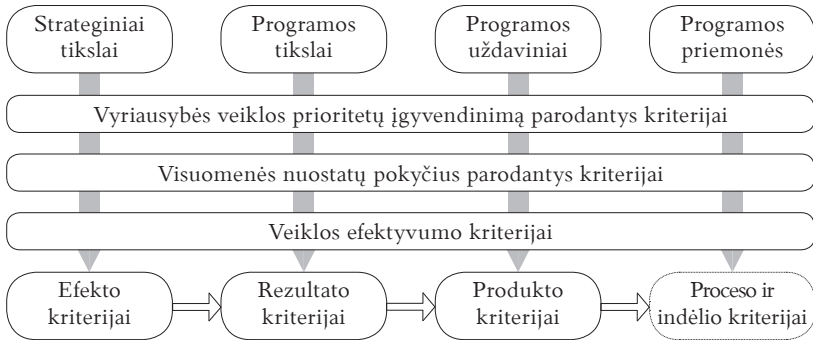 Strateginiai
tikslai
Programos
tikslai
Programos
uždaviniai
Programos
priemonės
Vyriausybės veiklos prioritetų įgyvendinimą parodantys kriterijai
Visuomenės nuostatų pokyčius parodantys kriterijai
Veiklos efektyvumo kriterijai
Efekto
kriterijai
Rezultato
kriterijai
Produkto
kriterijai
Proceso ir
indėlio kriterijai